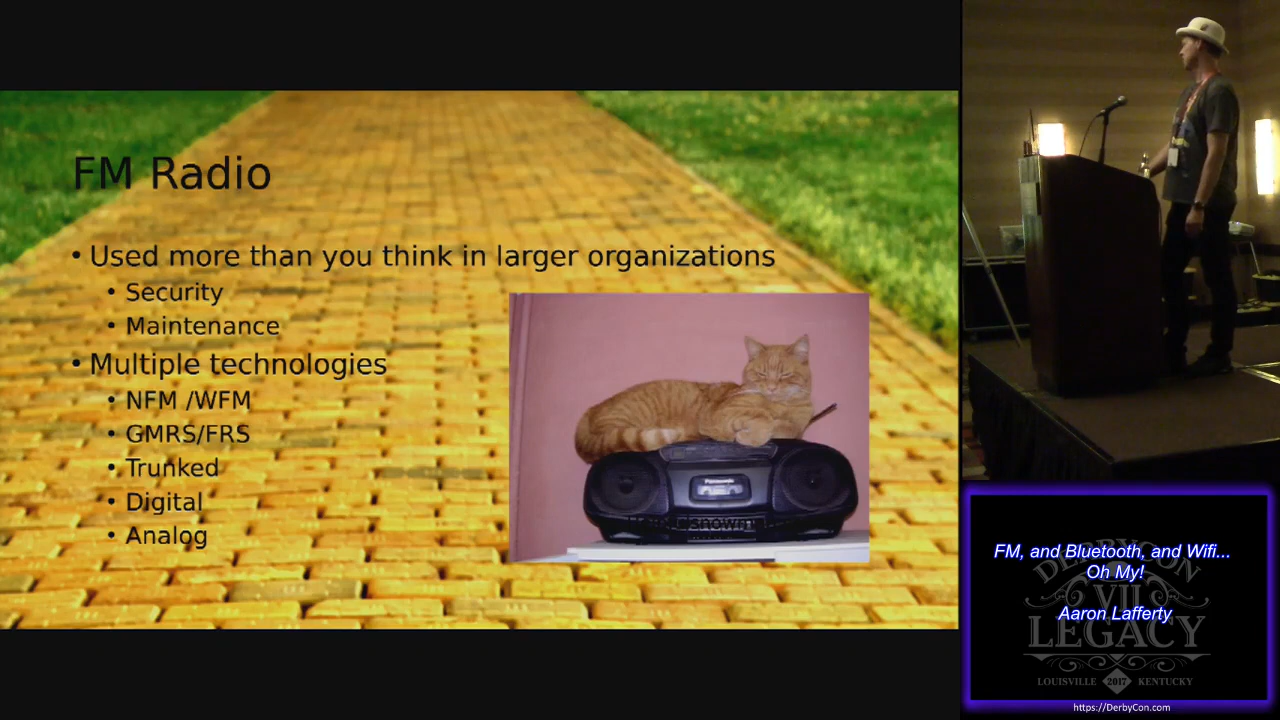 FM Radio
• Used more than you think in larger organizations
• Security
• Maintenance
• Multiple technologies
• NFM /WFM
• GMRS/FRS
• Trunked
• Digital
• Analog
Panasonic
FM, and Bluetooth, and Wifi...
Oh My!
Aaron Lafferty
DERBYCON
VII
LEGACY
LOUISVILLE 2017 KENTUCKY
https://DerbyCon.com